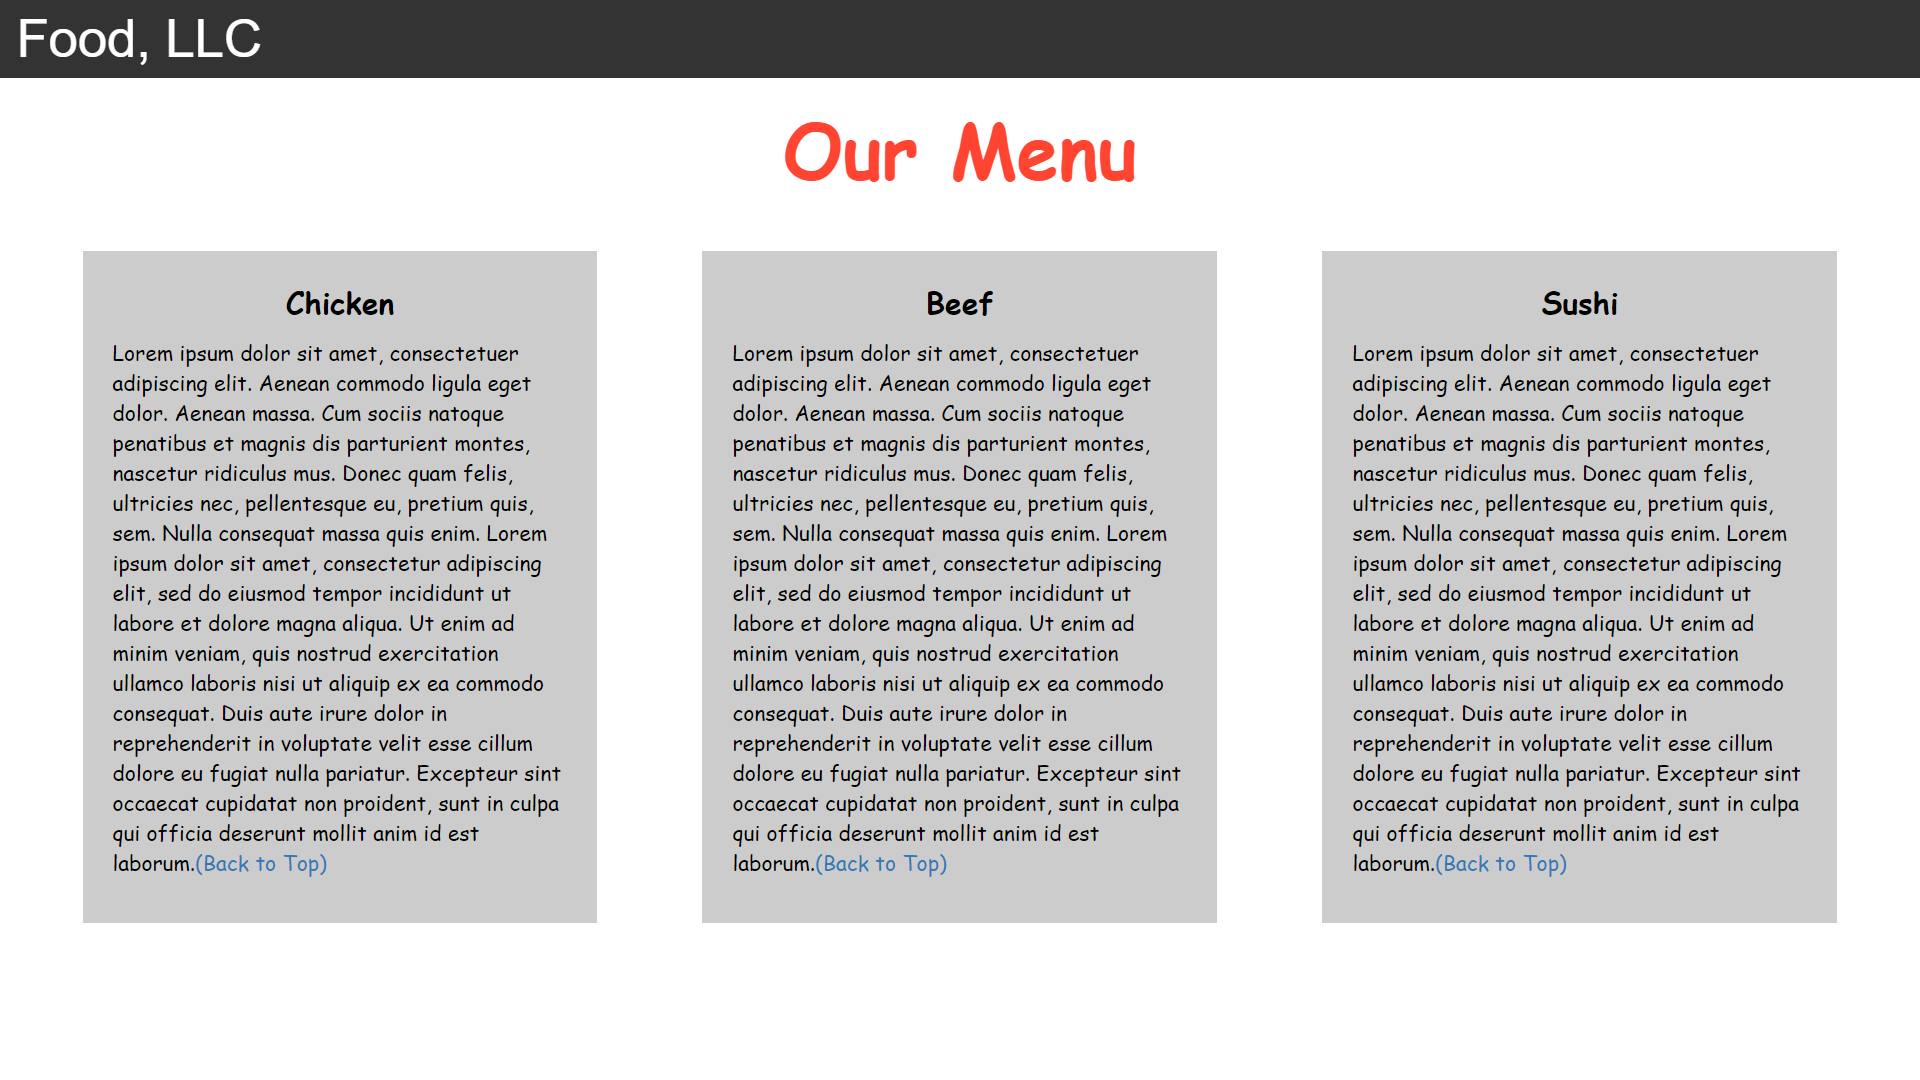 Food, LLC
Our Menu
Chicken
Lorem ipsum dolor sit amet, consectetuer
adipiscing elit. Aenean commodo ligula eget
dolor. Aenean massa. Cum sociis natoque
penatibus et magnis dis parturient montes,
nascetur ridiculus mus. Donec quam felis,
ultricies nec, pellentesque eu, pretium quis,
sem. Nulla consequat massa quis enim. Lorem
ipsum dolor sit amet, consectetur adipiscing
elit, sed do eiusmod tempor incididunt ut
labore et dolore magna aliqua. Ut enim ad
minim veniam, quis nostrud exercitation
ullamco laboris nisi ut aliquip ex ea commodo
consequat. Duis aute irure dolor in
reprehenderit in voluptate velit esse cillum
dolore eu fugiat nulla pariatur. Excepteur sint
occaecat cupidatat non proident, sunt in culpa
qui officia deserunt mollit anim id est
laborum.(Back to Top)
Beef
Lorem ipsum dolor sit amet, consectetuer
adipiscing elit. Aenean commodo ligula eget
dolor. Aenean massa. Cum sociis natoque
penatibus et magnis dis parturient montes,
nascetur ridiculus mus. Donec quam felis,
ultricies nec, pellentesque eu, pretium quis,
sem. Nulla consequat massa quis enim. Lorem
ipsum dolor sit amet, consectetur adipiscing
elit, sed do eiusmod tempor incididunt ut
labore et dolore magna aliqua. Ut enim ad
minim veniam, quis nostrud exercitation
ullamco laboris nisi ut aliquip ex ea commodo
consequat. Duis aute irure dolor in
reprehenderit in voluptate velit esse cillum
dolore eu fugiat nulla pariatur. Excepteur sint
occaecat cupidatat non proident, sunt in culpa
qui officia deserunt mollit anim id est
laborum.(Back to Top)
Sushi
Lorem ipsum dolor sit amet, consectetuer
adipiscing elit. Aenean commodo ligula eget
dolor. Aenean massa. Cum sociis natoque
penatibus et magnis dis parturient montes,
nascetur ridiculus mus. Donec quam felis,
ultricies nec, pellentesque eu, pretium quis,
sem. Nulla consequat massa quis enim. Lorem
ipsum dolor sit amet, consectetur adipiscing
elit, sed do eiusmod tempor incididunt ut
labore et dolore magna aliqua. Ut enim ad
minim veniam, quis nostrud exercitation
ullamco laboris nisi ut aliquip ex ea commodo
consequat. Duis aute irure dolor in
reprehenderit in voluptate velit esse cillum
dolore eu fugiat nulla pariatur. Excepteur sint
occaecat cupidatat non proident, sunt in culpa
qui officia deserunt mollit anim id est
laborum.(Back to Top)